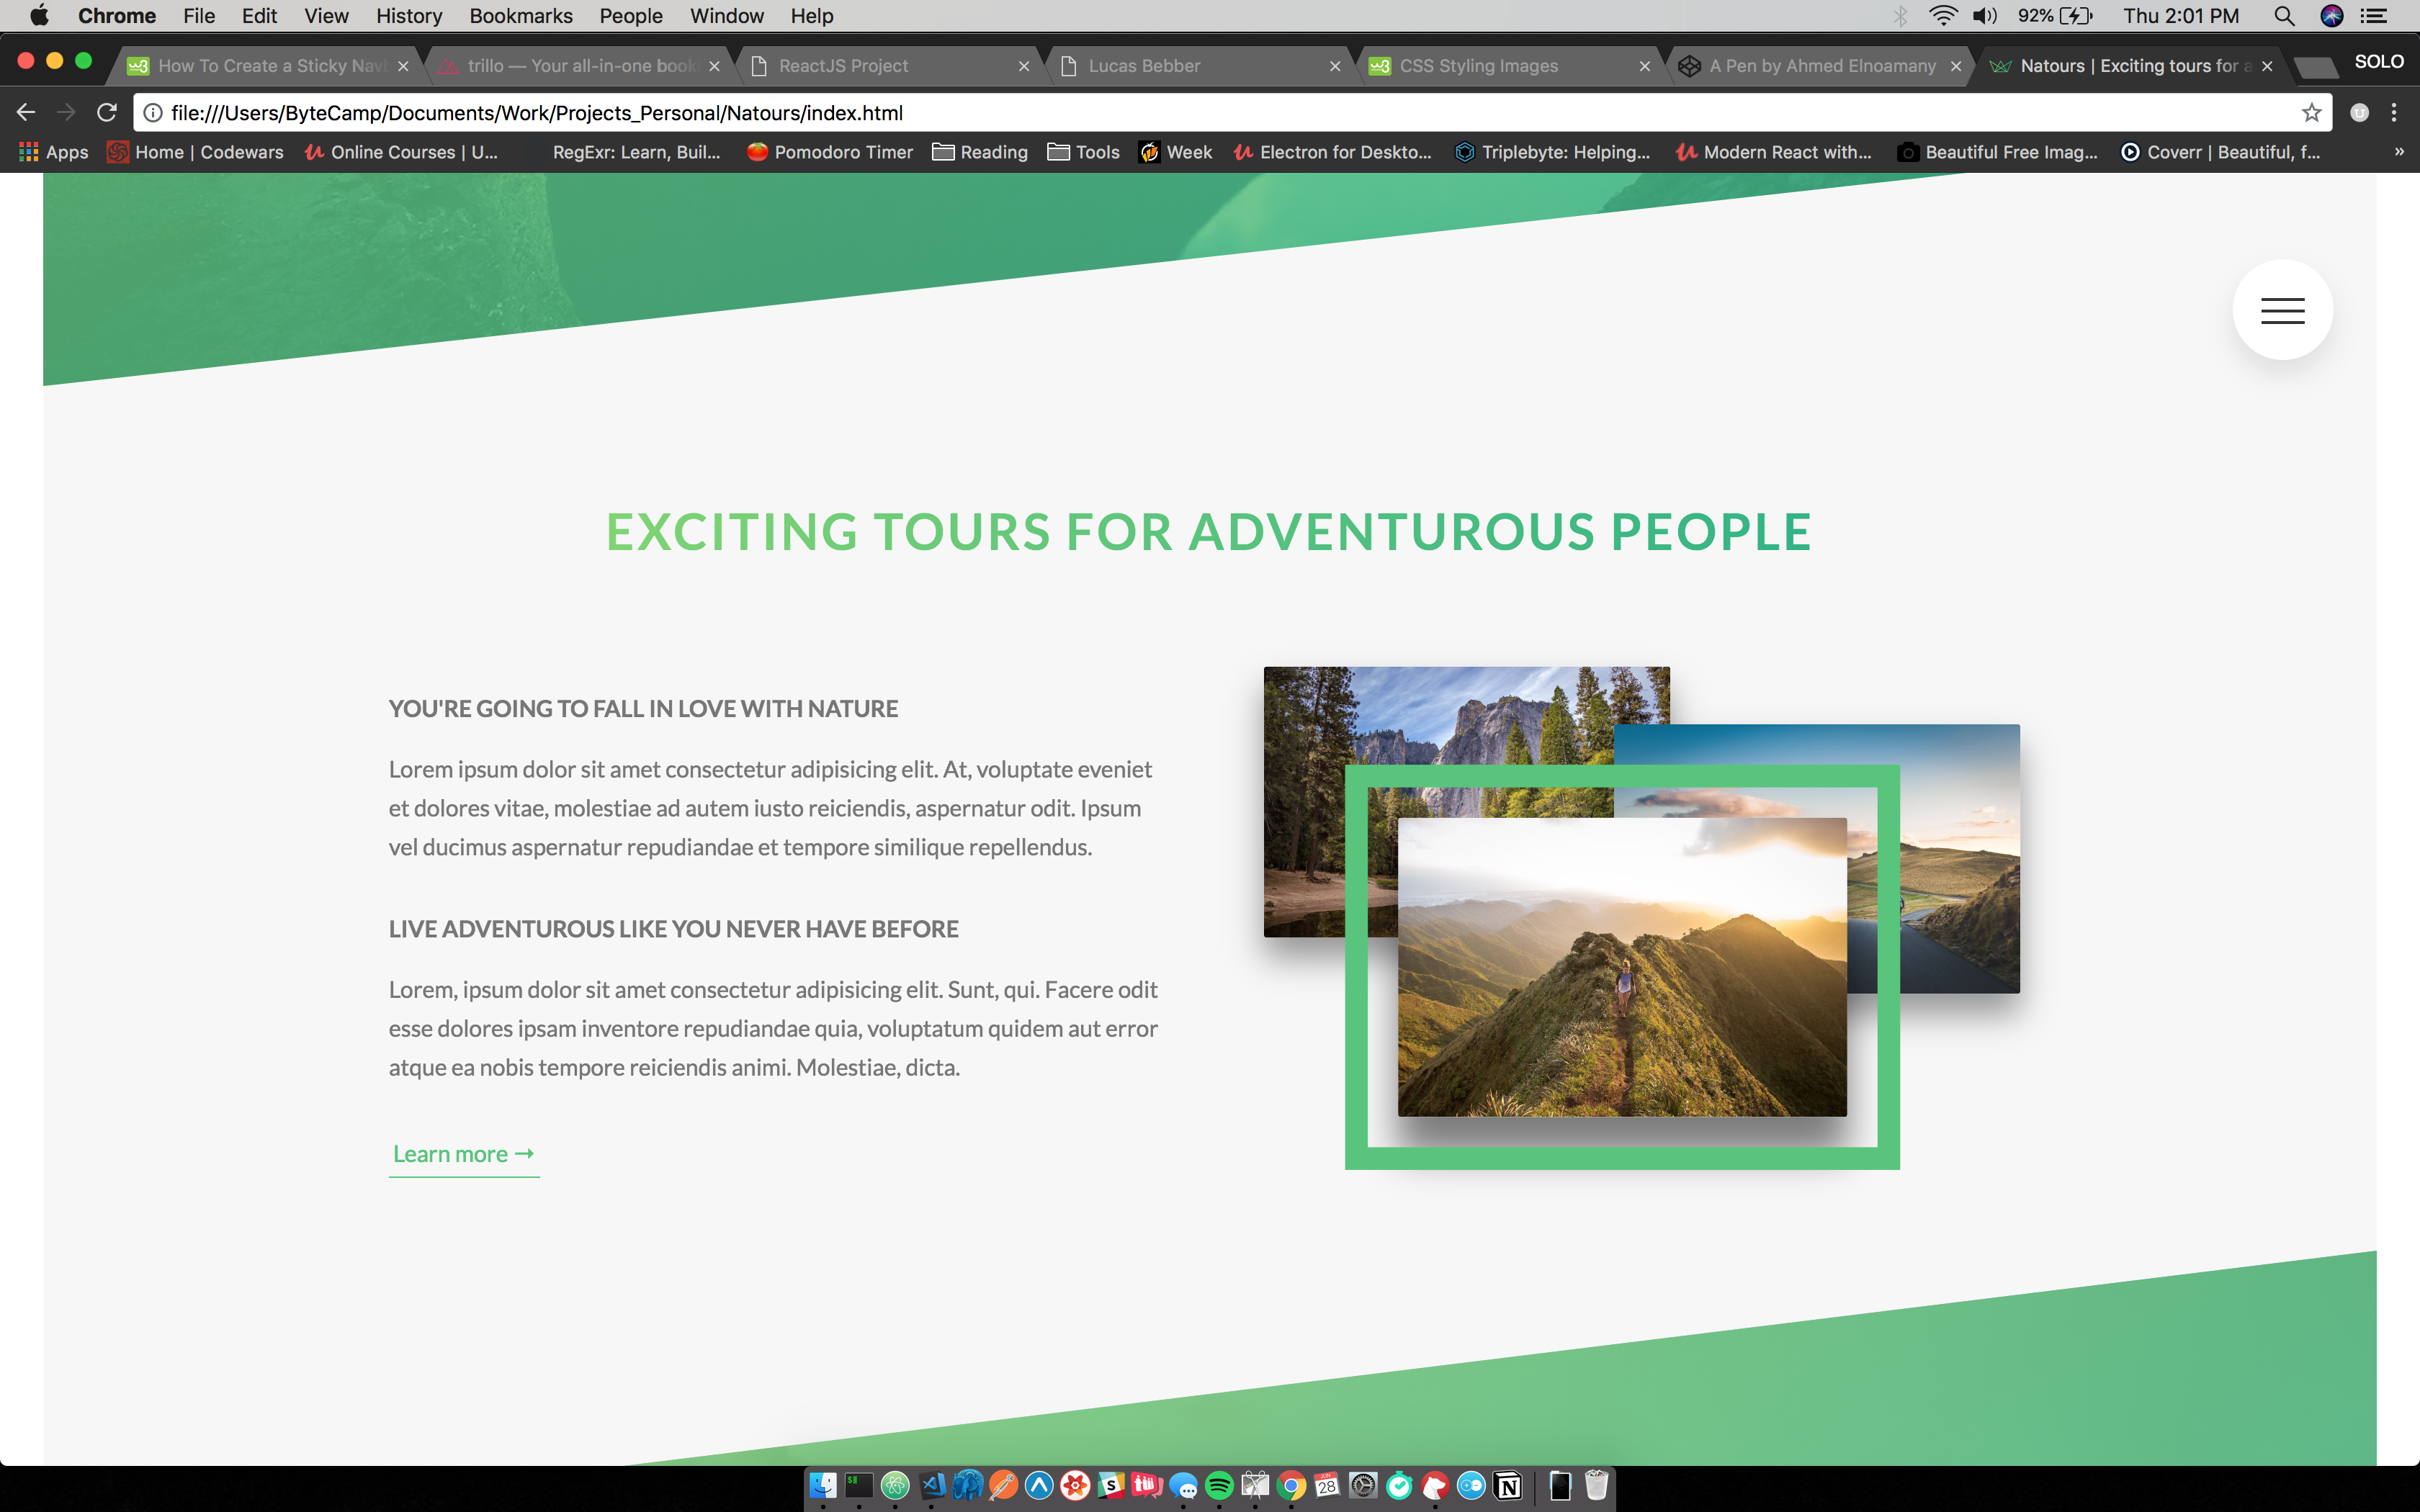 Chrome File Edit View History Bookmarks People Window Help 92% Thu 2:01 PM
How To Create a Sticky Navb trillo — Your all-in-one book ReactJS Project Lucas Bebber CSS Styling Images A Pen by Ahmed Elnoamany Natours | Exciting tours for a SOLO
file:///Users/ByteCamp/Documents/Work/Projects_Personal/Natours/index.html
Apps Home | Codewars Online Courses | U... RegExr: Learn, Buil... Pomodoro Timer Reading Tools Week Electron for Deskto... Triplebyte: Helping... Modern React with... Beautiful Free Imag... Coverr | Beautiful, f... »
EXCITING TOURS FOR ADVENTUROUS PEOPLE
YOU'RE GOING TO FALL IN LOVE WITH NATURE
Lorem ipsum dolor sit amet consectetur adipisicing elit. At, voluptate eveniet
et dolores vitae, molestiae ad autem iusto reiciendis, aspernatur odit. Ipsum
vel ducimus aspernatur repudiandae et tempore similique repellendus.
LIVE ADVENTUROUS LIKE YOU NEVER HAVE BEFORE
Lorem, ipsum dolor sit amet consectetur adipisicing elit. Sunt, qui. Facere odit
esse dolores ipsam inventore repudiandae quia, voluptatum quidem aut error
atque ea nobis tempore reiciendis animi. Molestiae, dicta.
Learn more →
JUN
28